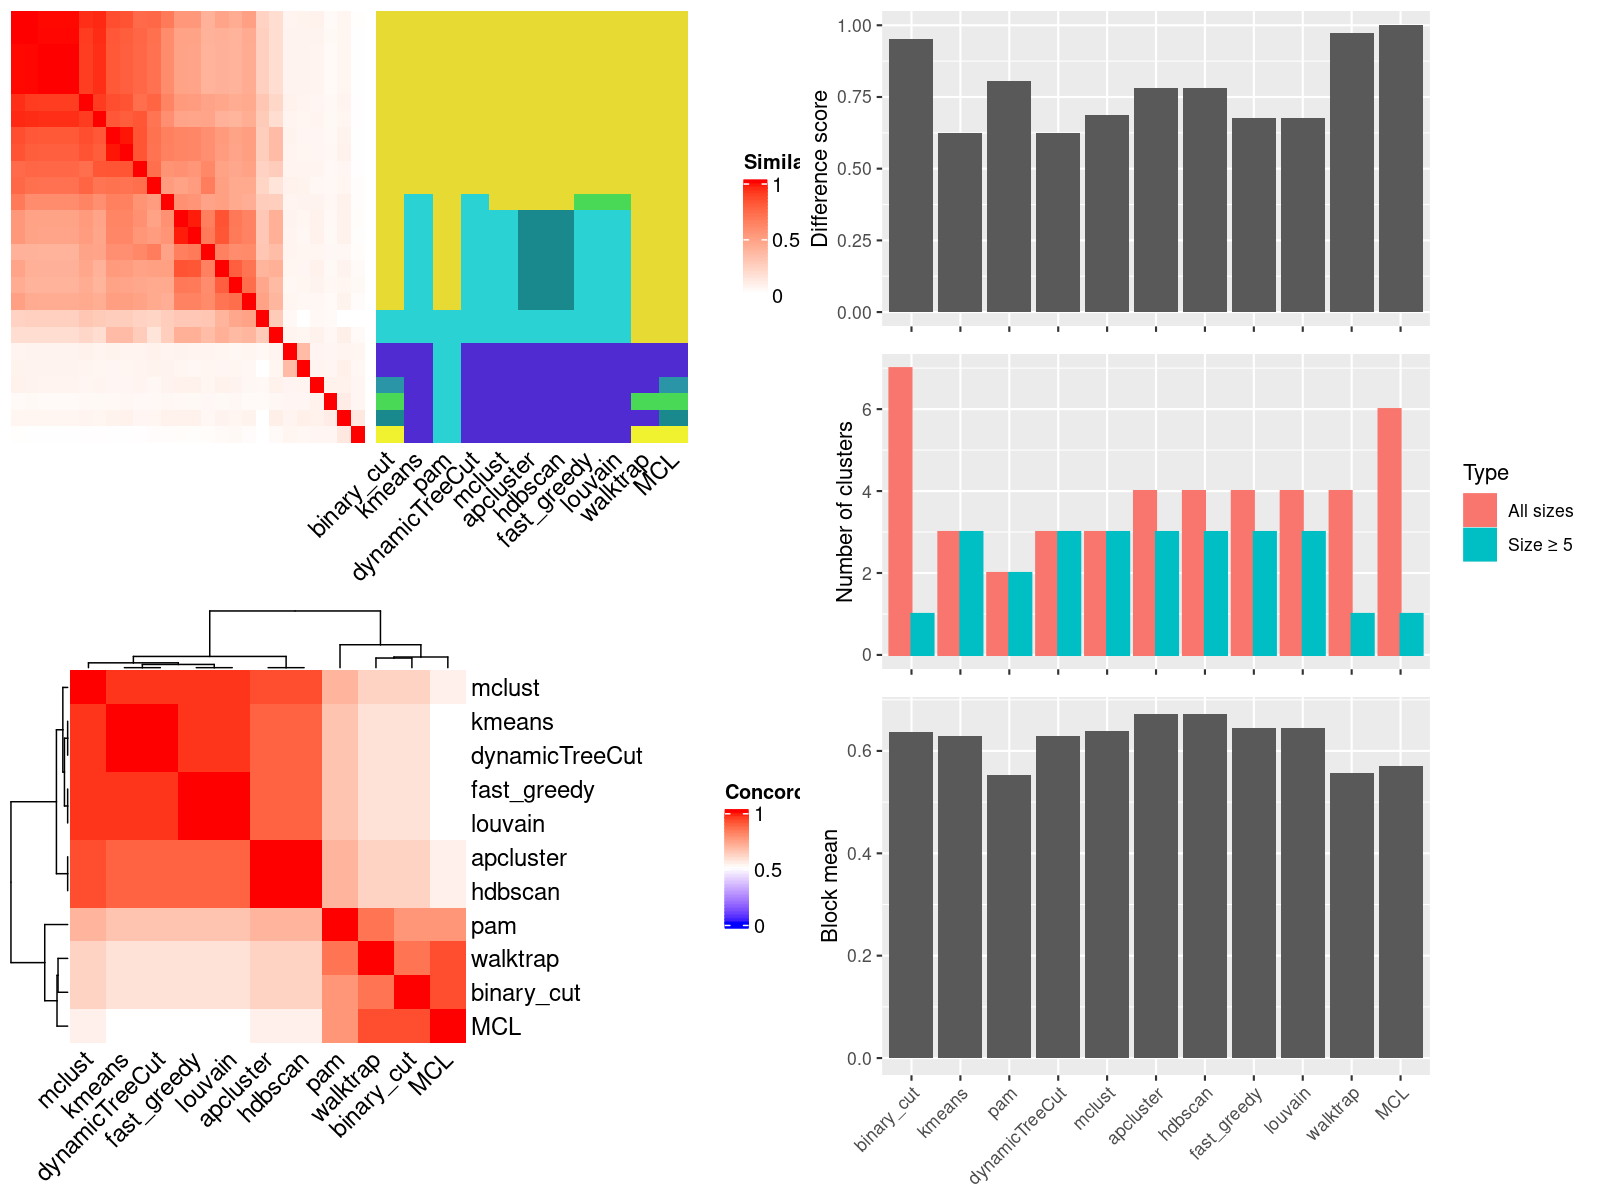 Simila
1
0.5
0
binary_cut
kmeans
pam
dynamicTreeCut
mclust
apcluster
hdbscan
fast_greedy
louvain
walktrap
MCL
mclust
kmeans
dynamicTreeCut
fast_greedy
louvain
apcluster
hdbscan
pam
walktrap
binary_cut
MCL
mclust
kmeans
dynamicTreeCut
fast_greedy
louvain
apcluster
hdbscan
pam
walktrap
binary_cut
MCL
Concord
1
0.5
0
Difference score
1.00
0.75
0.50
0.25
0.00
Number of clusters
6
4
2
0
Type
All sizes
Size ≥ 5
Block mean
0.6
0.4
0.2
0.0
binary_cut
kmeans
pam
dynamicTreeCut
mclust
apcluster
hdbscan
fast_greedy
louvain
walktrap
MCL